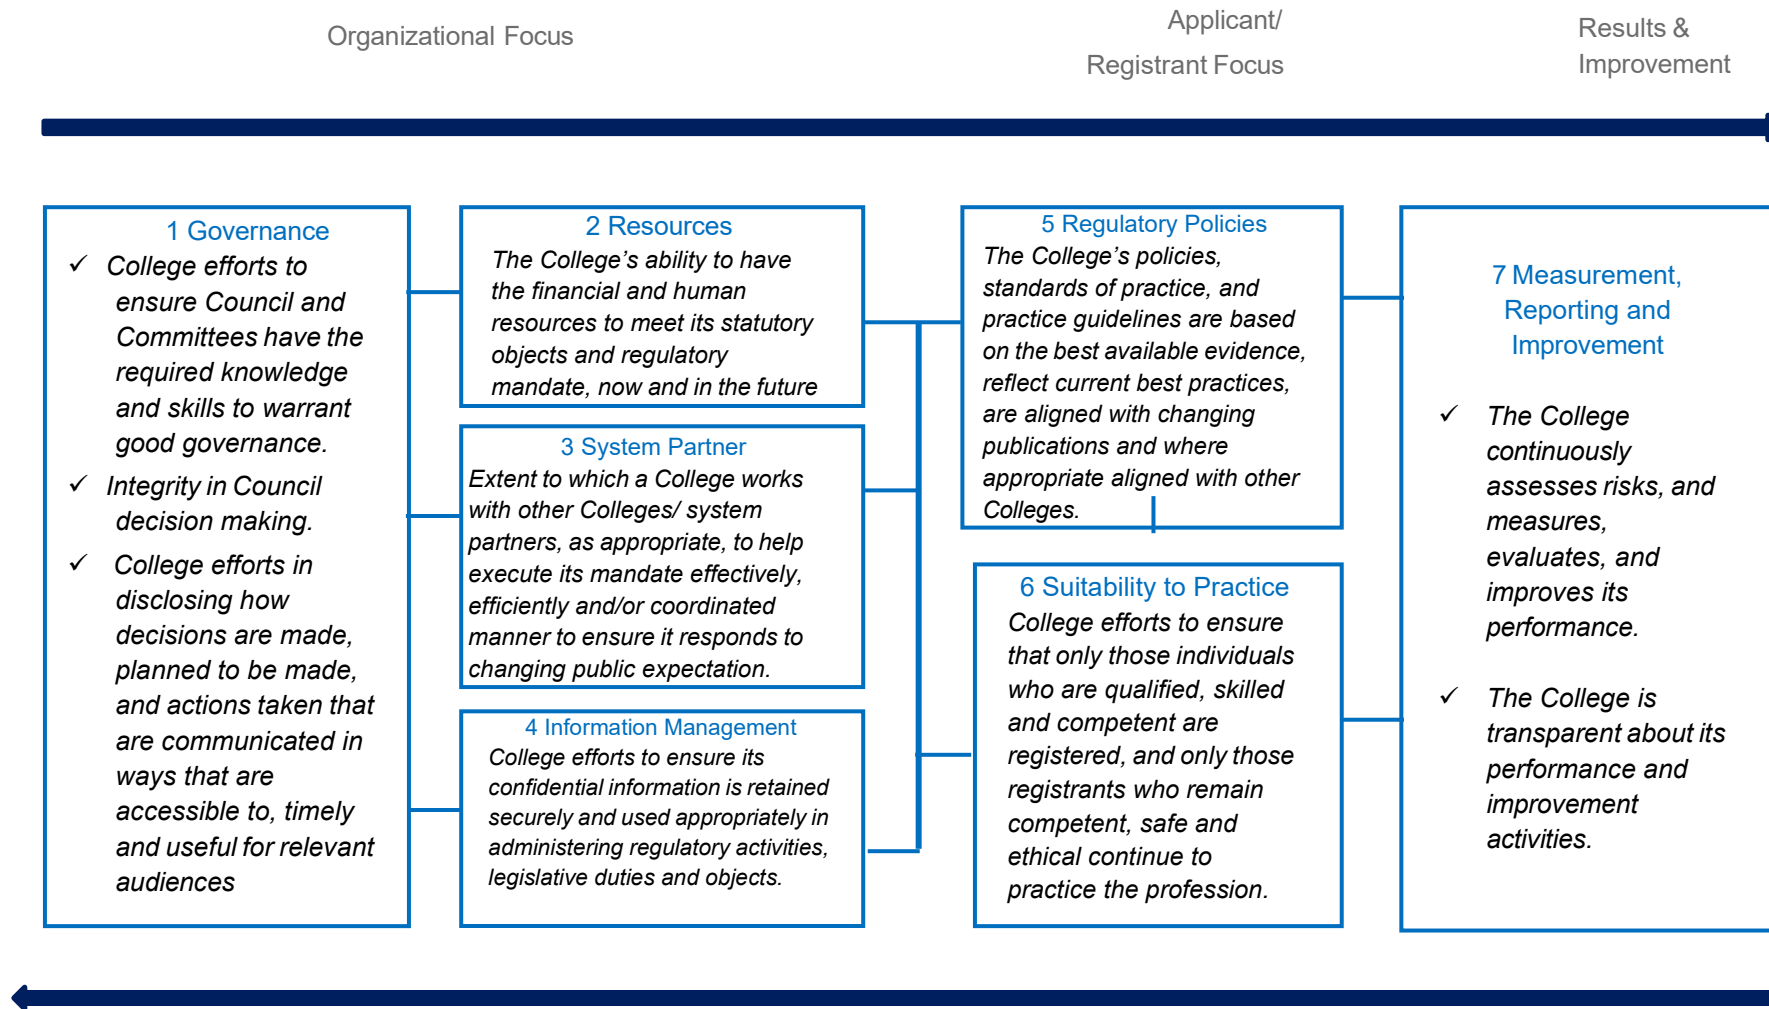 Organizational Focus
Applicant/
Registrant Focus
Results &
Improvement
1 Governance
✓ College efforts to
ensure Council and
Committees have the
required knowledge
and skills to warrant
good governance.
✓ Integrity in Council
decision making.
✓ College efforts in
disclosing how
decisions are made,
planned to be made,
and actions taken that
are communicated in
ways that are
accessible to, timely
and useful for relevant
audiences
2 Resources
The College’s ability to have
the financial and human
resources to meet its statutory
objects and regulatory
mandate, now and in the future
3 System Partner
Extent to which a College works
with other Colleges/ system
partners, as appropriate, to help
execute its mandate effectively,
efficiently and/or coordinated
manner to ensure it responds to
changing public expectation.
4 Information Management
College efforts to ensure its
confidential information is retained
securely and used appropriately in
administering regulatory activities,
legislative duties and objects.
5 Regulatory Policies
The College’s policies,
standards of practice, and
practice guidelines are based
on the best available evidence,
reflect current best practices,
are aligned with changing
publications and where
appropriate aligned with other
Colleges.
6 Suitability to Practice
College efforts to ensure
that only those individuals
who are qualified, skilled
and competent are
registered, and only those
registrants who remain
competent, safe and
ethical continue to
practice the profession.
7 Measurement,
Reporting and
Improvement
✓ The College
continuously
assesses risks, and
measures,
evaluates, and
improves its
performance.
✓ The College is
transparent about its
performance and
improvement
activities.